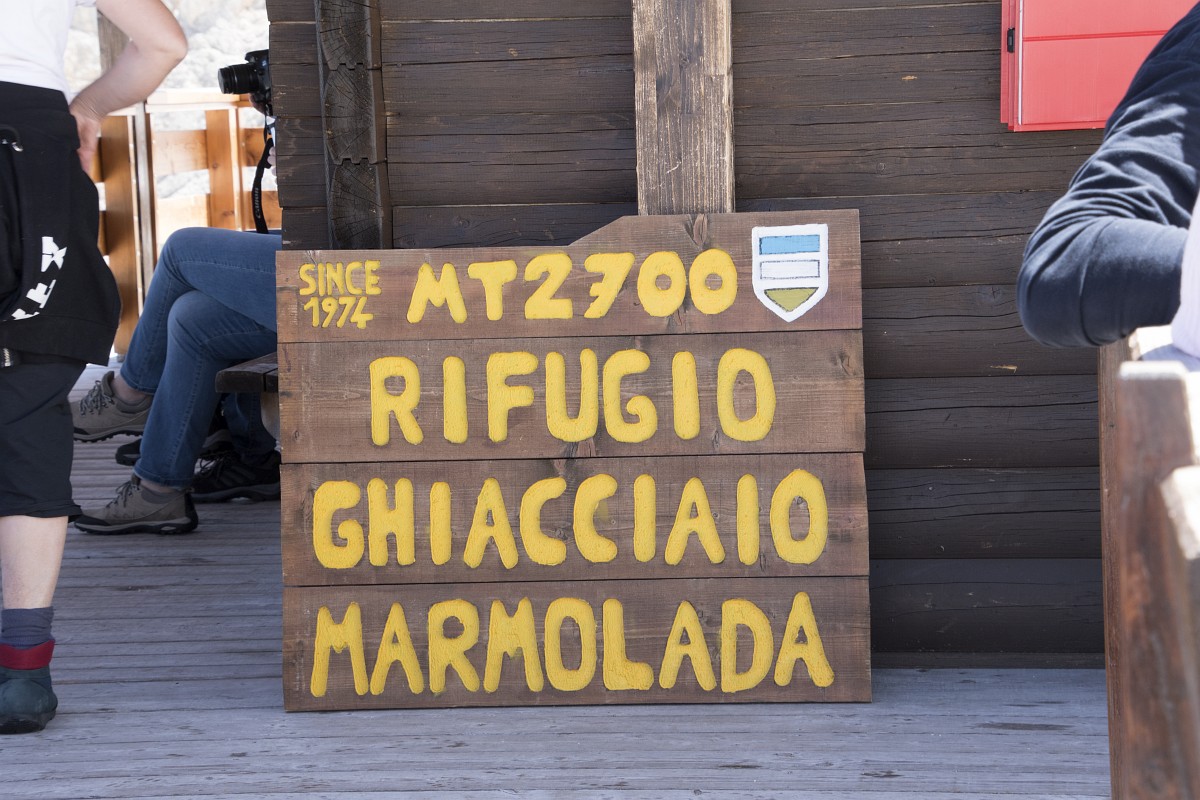 SINCE
1974
MT2700
RIFUGIO
GHIACCIAIO
MARMOLADA